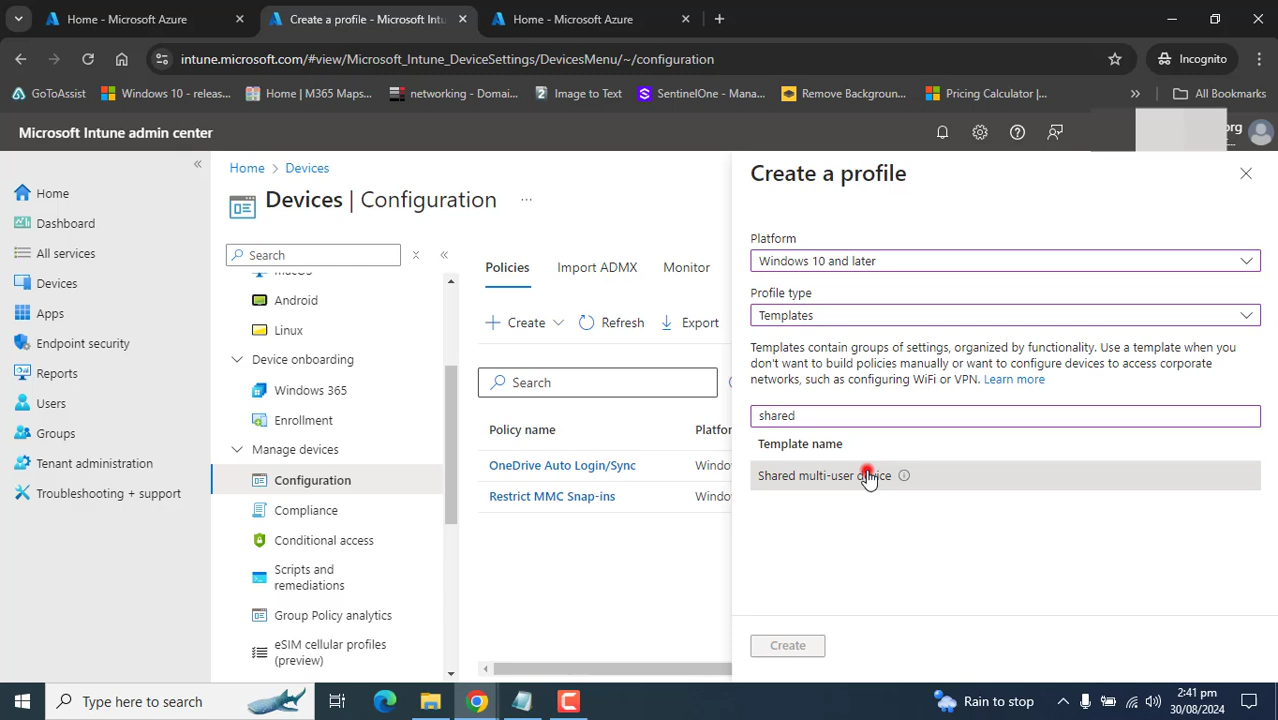 Home - Microsoft Azure
Create a profile - Microsoft Intu
Home - Microsoft Azure
intune.microsoft.com/#view/Microsoft_Intune_DeviceSettings/DevicesMenu/~/configuration
Incognito
GoToAssist
Windows 10 - releas...
Home | M365 Maps...
networking - Domai...
Image to Text
SentinelOne - Mana...
Remove Backgroun...
Pricing Calculator |...
All Bookmarks
Microsoft Intune admin center
org
Home
Dashboard
All services
Devices
Apps
Endpoint security
Reports
Users
Groups
Tenant administration
Troubleshooting + support
Home > Devices
Devices | Configuration
Search
macOS
Android
Linux
Device onboarding
Windows 365
Enrollment
Manage devices
Configuration
Compliance
Conditional access
Scripts and
remediations
Group Policy analytics
eSIM cellular profiles
(preview)
Policies
Import ADMX
Monitor
Create
Refresh
Export
Search
Policy name
Platfor
OneDrive Auto Login/Sync
Windo
Restrict MMC Snap-ins
Windo
Create a profile
Platform
Windows 10 and later
Profile type
Templates
Templates contain groups of settings, organized by functionality. Use a template when you
don't want to build policies manually or want to configure devices to access corporate
networks, such as configuring WiFi or VPN. Learn more
shared
Template name
Shared multi-user device
Create
Type here to search
Rain to stop
2:41 pm
30/08/2024